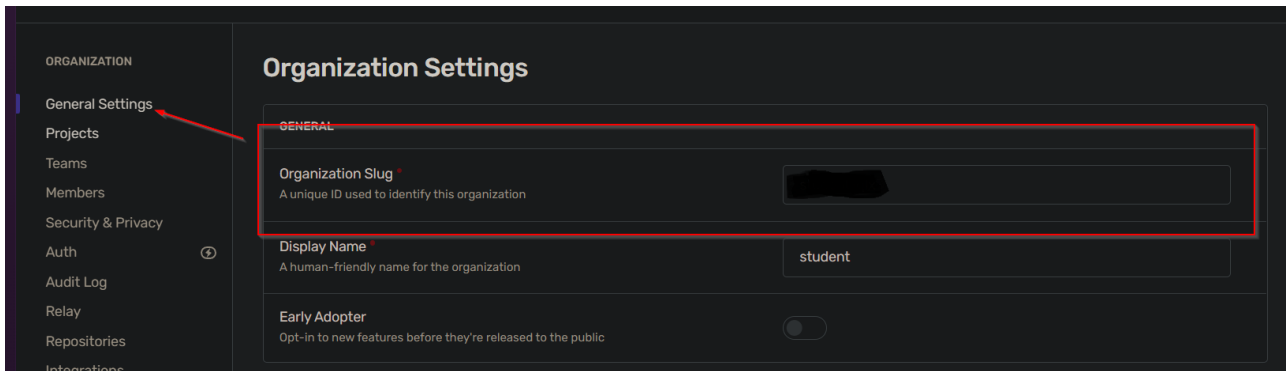 ORGANIZATION
General Settings
Projects
Teams
Members
Security & Privacy
Auth
Audit Log
Relay
Repositories
Integrations
Organization Settings
GENERAL
Organization Slug *
A unique ID used to identify this organization
Display Name *
A human-friendly name for the organization
student
Early Adopter
Opt-in to new features before they're released to the public